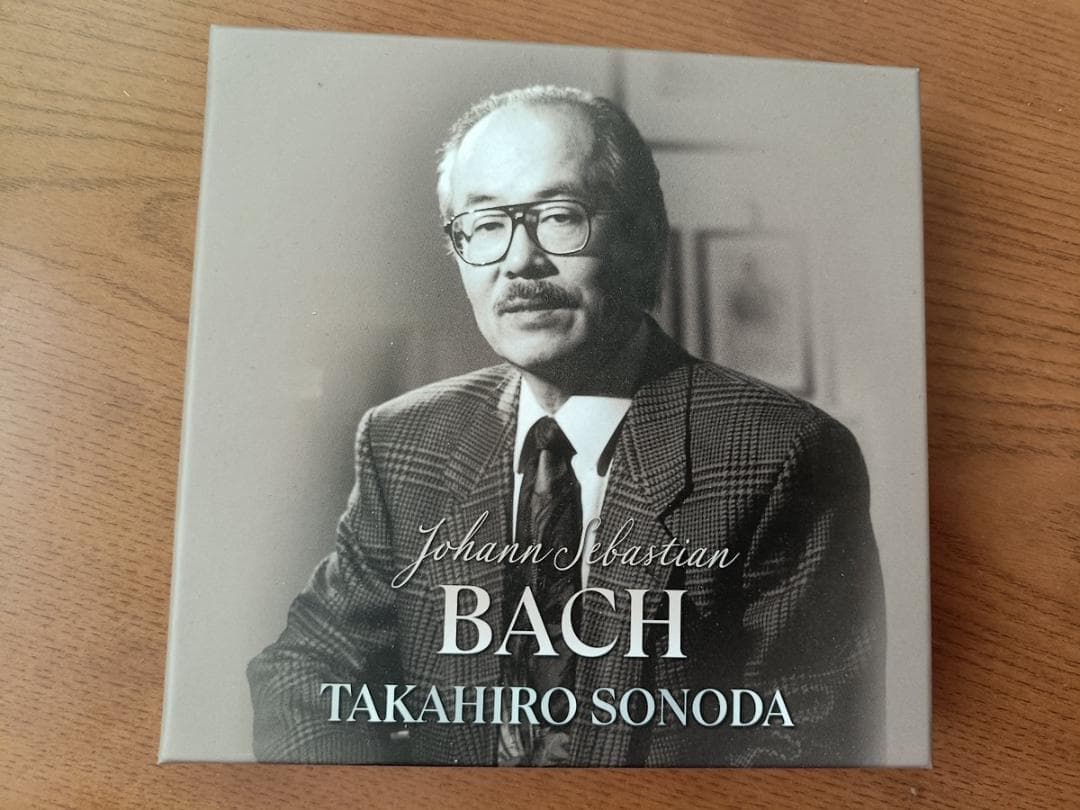 Johann Sebastian
BACH
TAKAHIRO SONODA